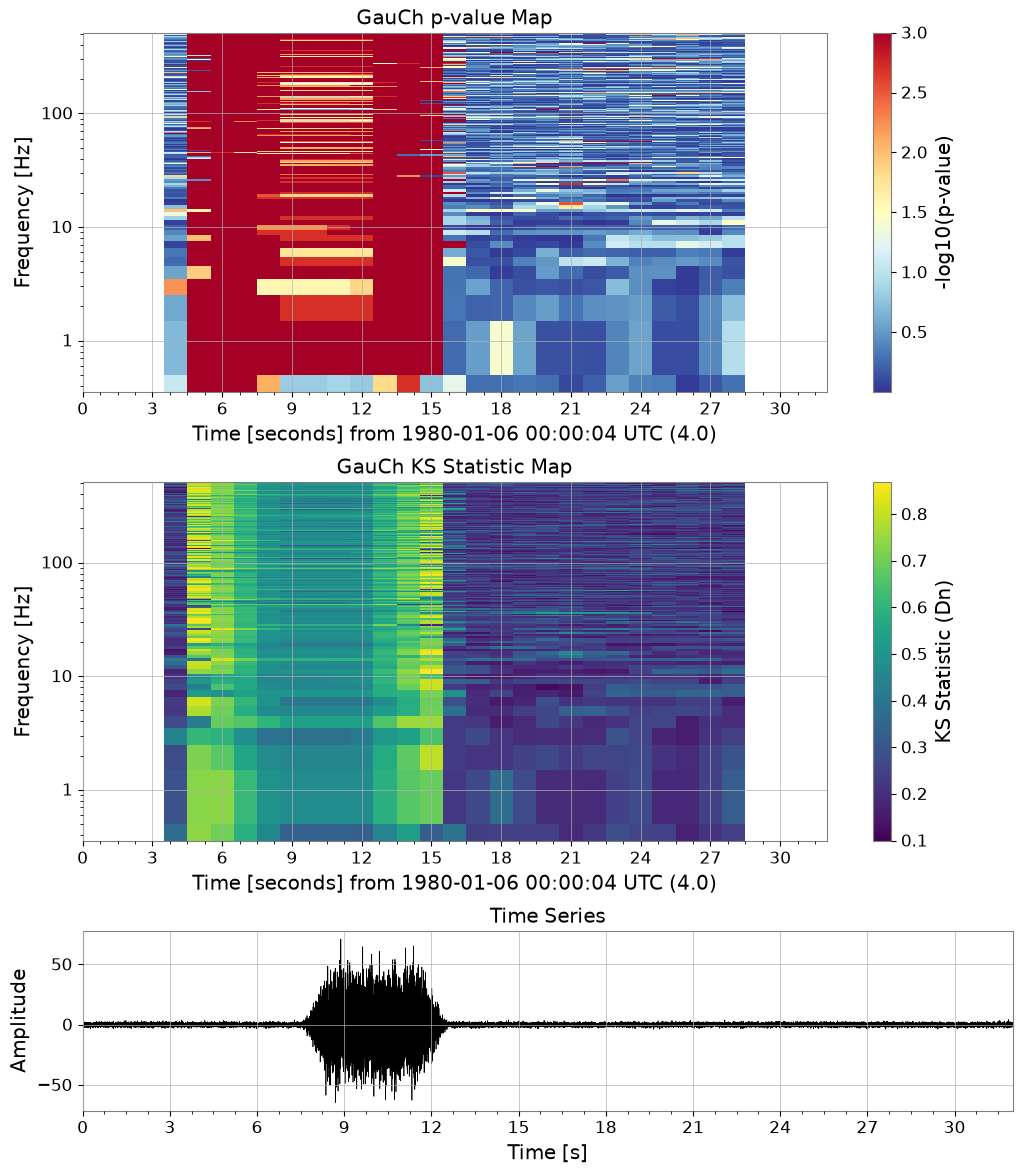 GauCh p-value Map
Frequency [Hz]
100
10
1
0 3 6 9 12 15 18 21 24 27 30
Time [seconds] from 1980-01-06 00:00:04 UTC (4.0)
3.0
2.5
2.0
1.5
1.0
0.5
-log10(p-value)
GauCh KS Statistic Map
Frequency [Hz]
100
10
1
0 3 6 9 12 15 18 21 24 27 30
Time [seconds] from 1980-01-06 00:00:04 UTC (4.0)
0.8
0.7
0.6
0.5
0.4
0.3
0.2
0.1
KS Statistic (Dn)
Time Series
Amplitude
50
0
−50
0 3 6 9 12 15 18 21 24 27 30
Time [s]